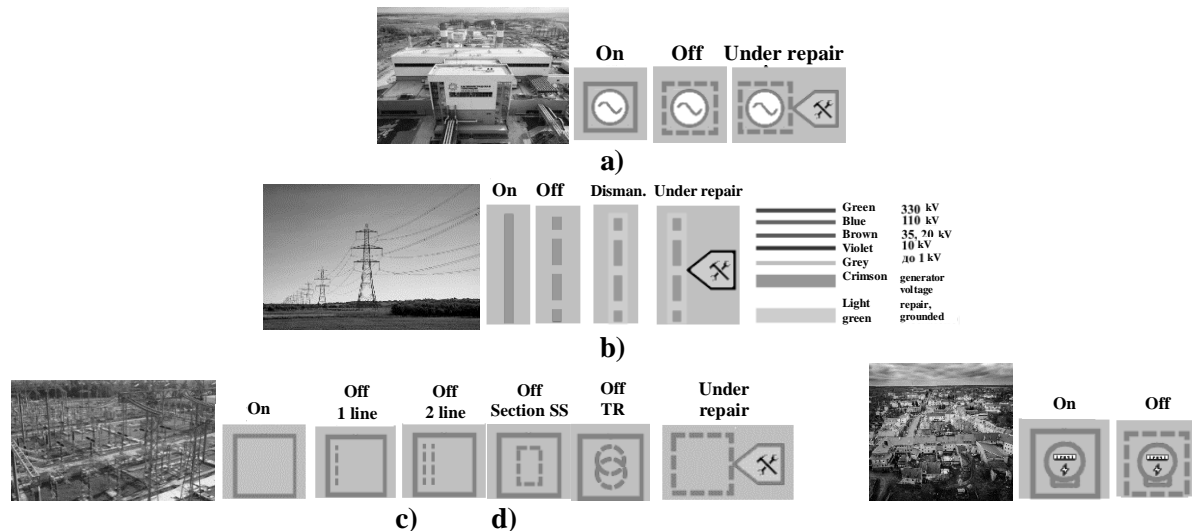 On Off Under repair
a)
On Off Disman. Under repair
Green 330 kV
Blue 110 kV
Brown 35, 20 kV
Violet 10 kV
Grey до 1 kV
Crimson generator voltage
Light green repair, grounded
b)
On
Off 1 line
Off 2 line
Off Section SS
Off TR
Under repair
On
Off
c) d)